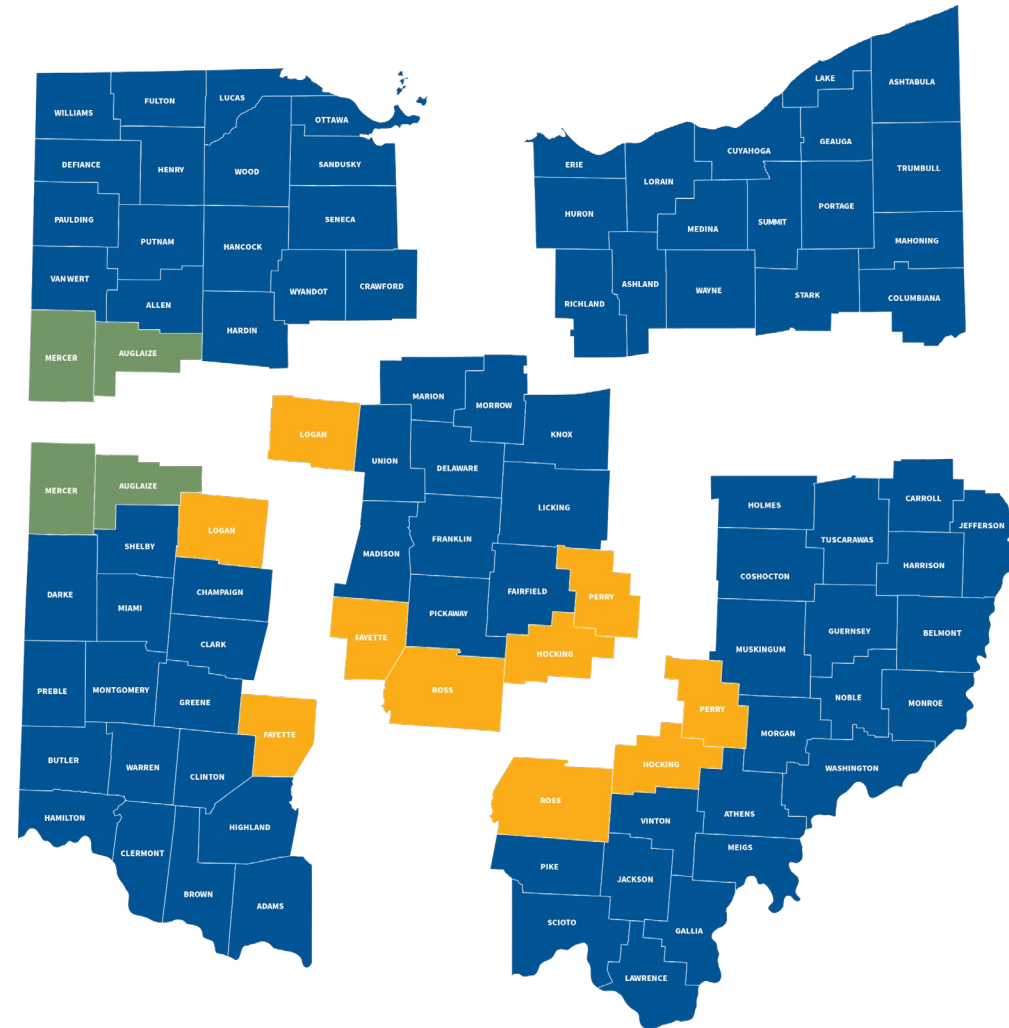 WILLIAMS
FULTON
LUCAS
OTTAWA
DEFIANCE
HENRY
WOOD
SANDUSKY
PAULDING
PUTNAM
HANCOCK
SENECA
VAN WERT
ALLEN
WYANDOT
CRAWFORD
HARDIN
MERCER
AUGLAIZE
LAKE
ASHTABULA
GEAUGA
CUYAHOGA
ERIE
LORAIN
TRUMBULL
HURON
MEDINA
SUMMIT
PORTAGE
MAHONING
RICHLAND
ASHLAND
WAYNE
STARK
COLUMBIANA
MARION
MORROW
LOGAN
UNION
DELAWARE
KNOX
LICKING
MADISON
FRANKLIN
FAIRFIELD
PERRY
FAYETTE
PICKAWAY
HOCKING
ROSS
MERCER
AUGLAIZE
LOGAN
SHELBY
DARKE
MIAMI
CHAMPAIGN
CLARK
PREBLE
MONTGOMERY
GREENE
FAYETTE
BUTLER
WARREN
CLINTON
HAMILTON
CLERMONT
HIGHLAND
BROWN
ADAMS
HOLMES
CARROLL
JEFFERSON
TUSCARAWAS
HARRISON
COSHOCTON
MUSKINGUM
GUERNSEY
BELMONT
NOBLE
MONROE
PERRY
MORGAN
WASHINGTON
HOCKING
ROSS
VINTON
ATHENS
MEIGS
PIKE
JACKSON
SCIOTO
GALLIA
LAWRENCE